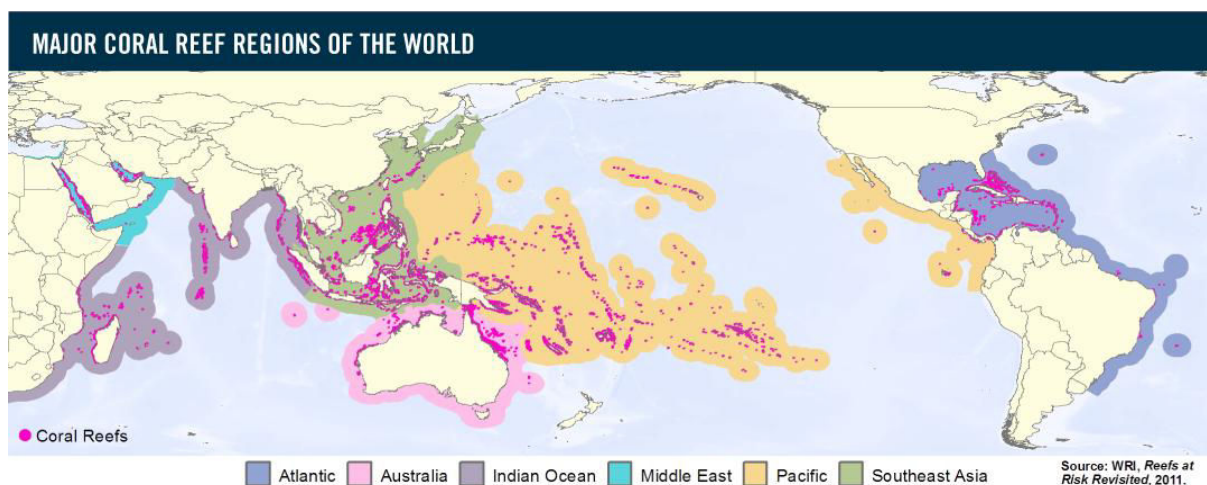 MAJOR CORAL REEF REGIONS OF THE WORLD
Coral Reefs
Atlantic Australia Indian Ocean Middle East Pacific Southeast Asia
Source: WRI, Reefs at
Risk Revisited, 2011.